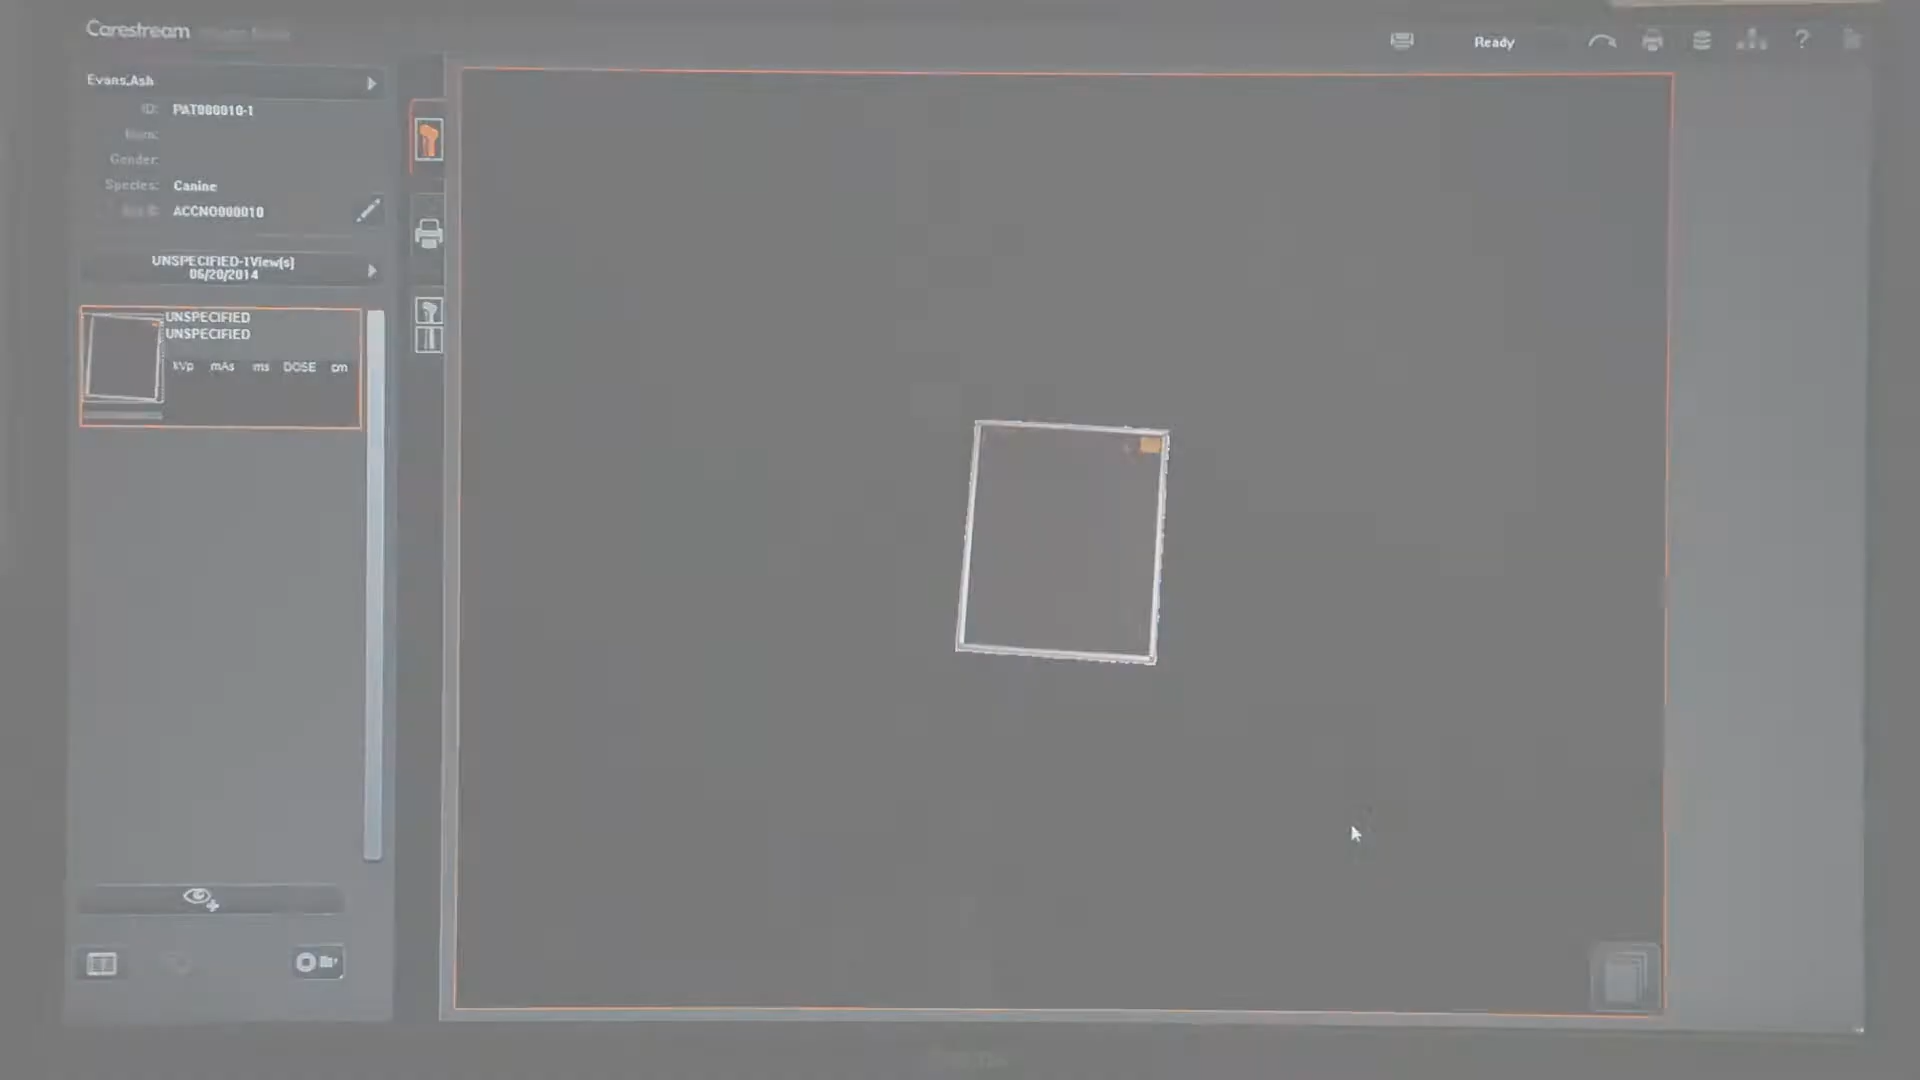 Carestream
Ready
Evans,Ash
ID: PAT000010-1
Gender:
Species: Canine
ACCNO000010
UNSPECIFIED-1View(s)
06/20/2014
UNSPECIFIED
UNSPECIFIED
kVp mAs ms DOSE cm